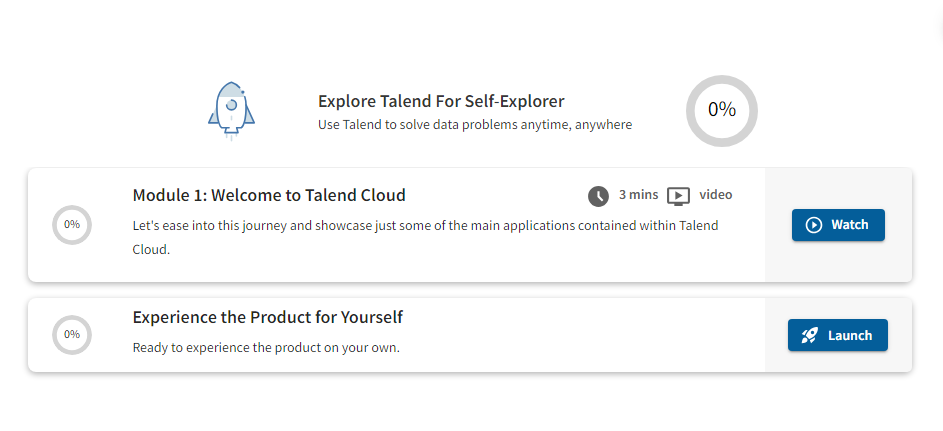 Explore Talend For Self-Explorer
Use Talend to solve data problems anytime, anywhere
0%
Module 1: Welcome to Talend Cloud
3 mins
video
0%
Let's ease into this journey and showcase just some of the main applications contained within Talend
Cloud.
Watch
Experience the Product for Yourself
0%
Ready to experience the product on your own.
Launch